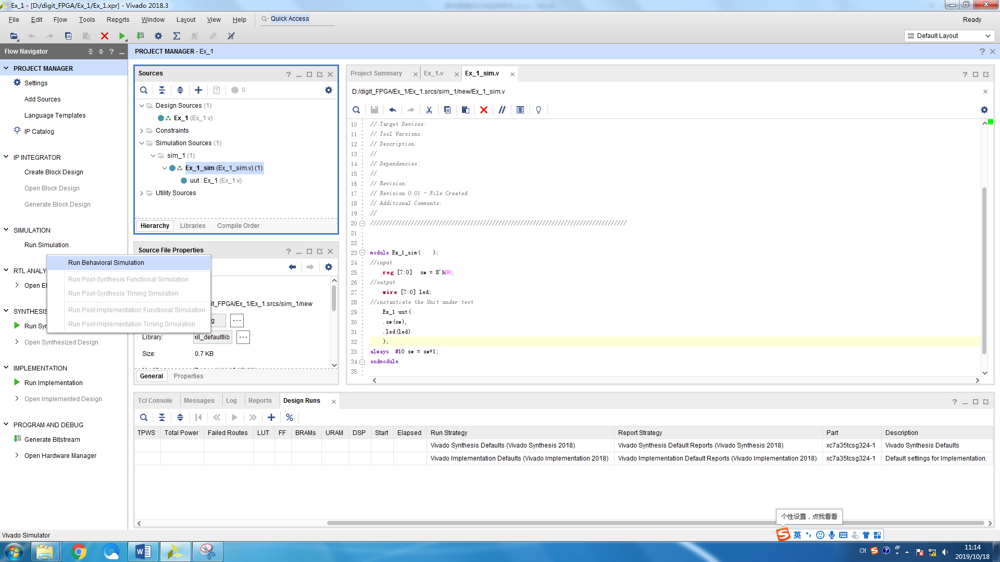 Ex_1 - [D:/digit_FPGA/Ex_1/Ex_1.xpr] - Vivado 2018.3
File Edit Flow Tools Reports Window Layout View Help Quick Access Ready
Default Layout
Flow Navigator
PROJECT MANAGER
Settings
Add Sources
Language Templates
IP Catalog
IP INTEGRATOR
Create Block Design
Open Block Design
Generate Block Design
SIMULATION
Run Simulation
Run Behavioral Simulation
Run Post-Synthesis Functional Simulation
Run Post-Synthesis Timing Simulation
Run Post-Implementation Functional Simulation
Run Post-Implementation Timing Simulation
RTL ANALY
Open El
SYNTHESIS
Run Syn
Open Synthesized Design
IMPLEMENTATION
Run Implementation
Open Implemented Design
PROGRAM AND DEBUG
Generate Bitstream
Open Hardware Manager
PROJECT MANAGER - Ex_1
Sources
0
Design Sources (1)
Ex_1 (Ex_1.v)
Constraints
Simulation Sources (1)
sim_1 (1)
Ex_1_sim (Ex_1_sim.v) (1)
uut : Ex_1 (Ex_1.v)
Utility Sources
Hierarchy Libraries Compile Order
Source File Properties
it_FPGA/Ex_1/Ex_1.srcs/sim_1/new
g ...
Library: xil_defaultlib ...
Size: 0.7 KB
General Properties
Project Summary Ex_1.v Ex_1_sim.v
D:/digit_FPGA/Ex_1/Ex_1.srcs/sim_1/new/Ex_1_sim.v
10 // Target Devices:
11 // Tool Versions:
12 // Description:
13 //
14 // Dependencies:
15 //
16 // Revision:
17 // Revision 0.01 - File Created
18 // Additional Comments:
19 //
20 //////////////////////////////////////////////////////////////////////////////////
21
22
23 module Ex_1_sim(    );
24 //input
25 reg [7:0]  sw = 8'h00;
26 //output
27 wire [7:0] led;
28 //instantiate the Unit under test
29 Ex_1 uut(
30 .sw(sw),
31 .led(led)
32 );
33 always  #10 sw = sw+1;
34 endmodule
35
Tcl Console Messages Log Reports Design Runs
TPWS Total Power Failed Routes LUT FF BRAMs URAM DSP Start Elapsed Run Strategy Report Strategy Part Description
Vivado Synthesis Defaults (Vivado Synthesis 2018) Vivado Synthesis Default Reports (Vivado Synthesis 2018) xc7a35tcsg324-1 Vivado Synthesis Defaults
Vivado Implementation Defaults (Vivado Implementation 2018) Vivado Implementation Default Reports (Vivado Implementation 2018) xc7a35tcsg324-1 Default settings for Implementation.
个性设置，点我看看
英
Vivado Simulator
CH
11:14
2019/10/18